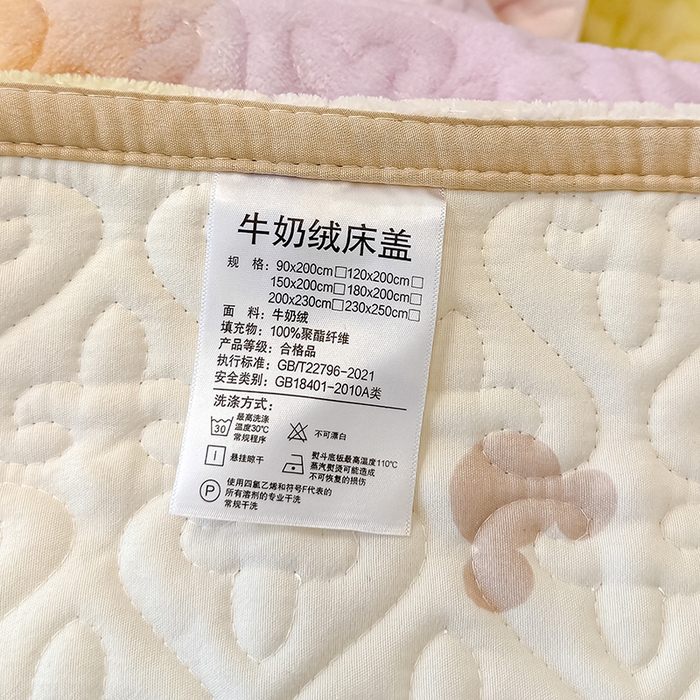 牛奶绒床盖
规 格：90x200cm□120x200cm□
150x200cm□180x200cm□
200x230cm□230x250cm□
面 料：牛奶绒
填充物：100%聚酯纤维
产品等级：合格品
执行标准：GB/T22796-2021
安全类别：GB18401-2010A类
洗涤方式：
30
最高洗涤
温度30℃
常规程序
不可漂白
悬挂晾干
熨斗底板最高温度110℃
蒸汽熨烫可能造成
不可恢复的损伤
P
使用四氯乙烯和符号F代表的
所有溶剂的专业干洗
常规干洗